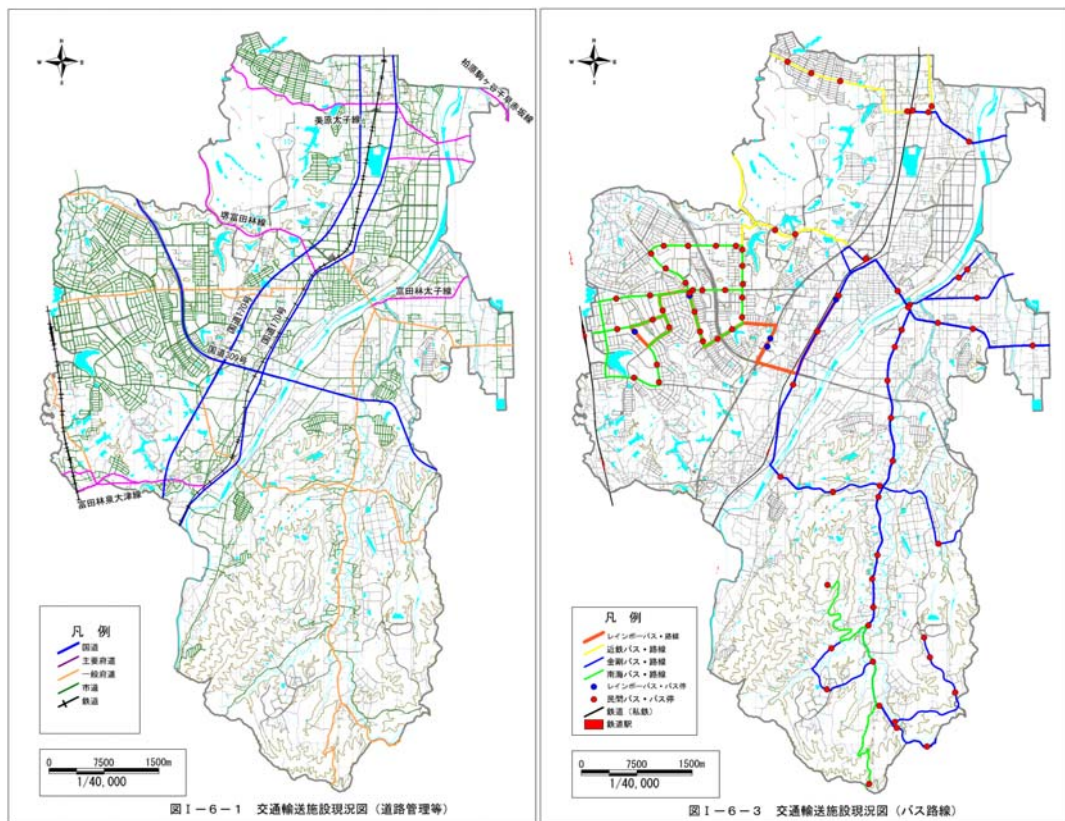 N
W E
S
柏原駒ヶ谷千早赤坂線
美原太子線
堺富田林線
富田林太子線
国道170号
国道170号
国道309号
富田林泉大津線
凡 例
国道
主要府道
一般府道
市道
鉄道
0 7500 1500m
1/40,000
図Ⅰ-6-1 交通輸送施設現況図(道路管理等)
N
W E
S
凡 例
レインボーバス・路線
近鉄バス・路線
金剛バス・路線
南海バス・路線
レインボーバス・バス停
民間バス・バス停
鉄道(私鉄)
鉄道駅
0 7500 1500m
1/40,000
図Ⅰ-6-3 交通輸送施設現況図(バス路線)